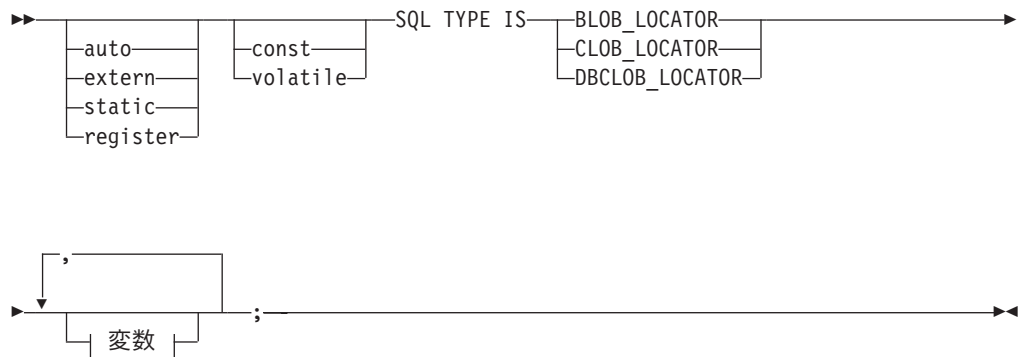 SQL TYPE IS BLOB_LOCATOR
auto const CLOB_LOCATOR
extern volatile DBCLOB_LOCATOR
static
register
,
;
変数